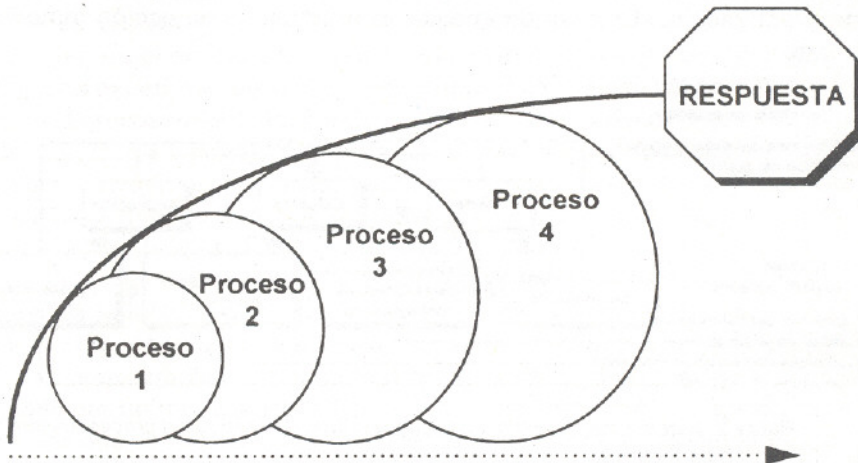 RESPUESTA
Proceso
4
Proceso
3
Proceso
2
Proceso
1